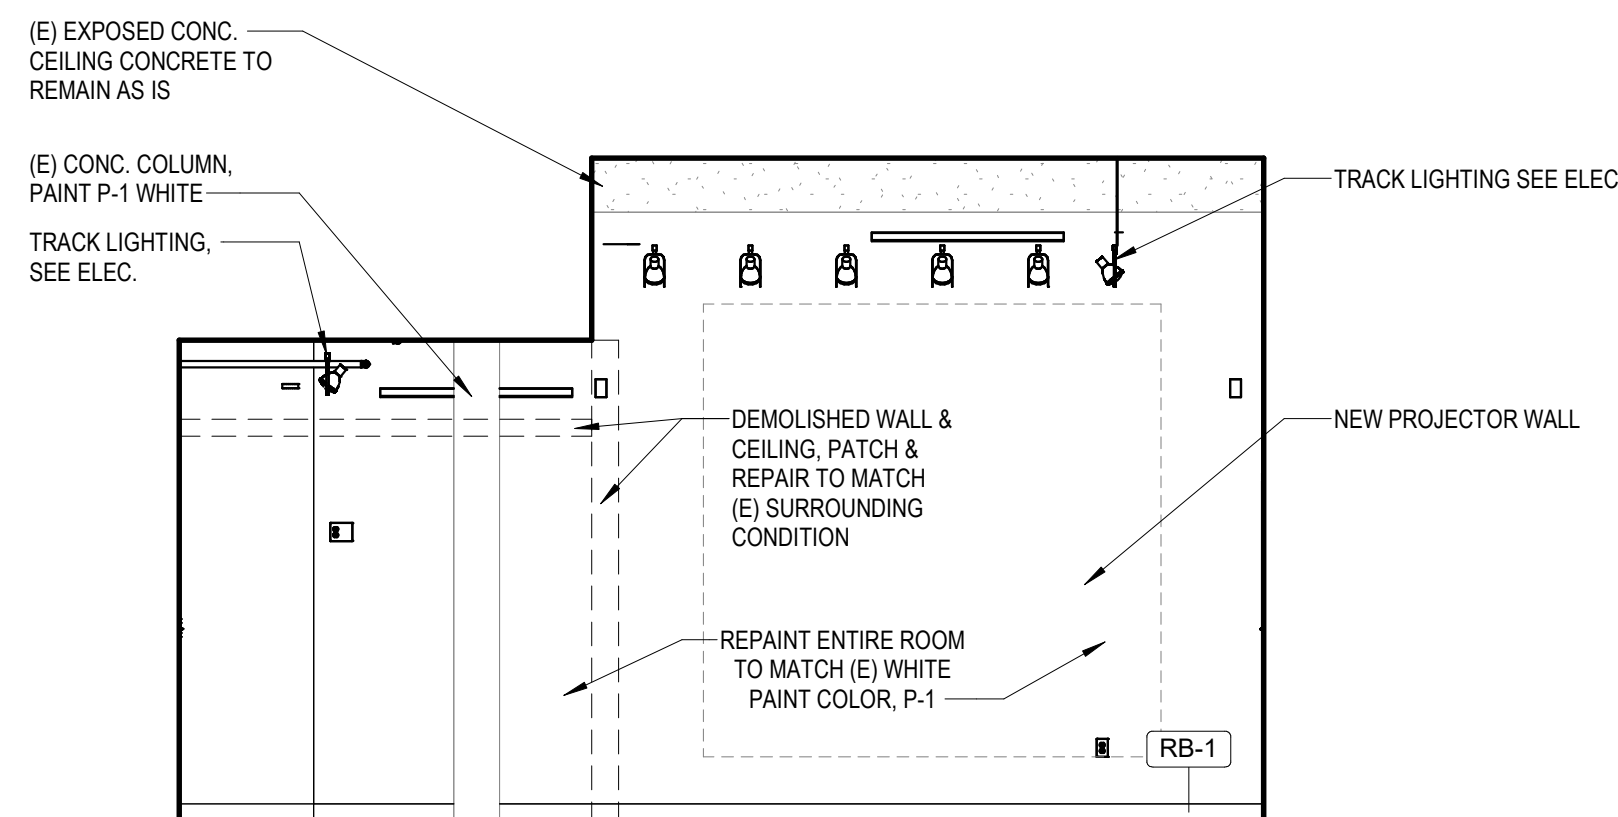 (E) EXPOSED CONC.
CEILING CONCRETE TO
REMAIN AS IS
(E) CONC. COLUMN,
PAINT P-1 WHITE
TRACK LIGHTING,
SEE ELEC.
TRACK LIGHTING SEE ELEC
DEMOLISHED WALL &
CEILING, PATCH &
REPAIR TO MATCH
(E) SURROUNDING
CONDITION
NEW PROJECTOR WALL
REPAINT ENTIRE ROOM
TO MATCH (E) WHITE
PAINT COLOR, P-1
RB-1